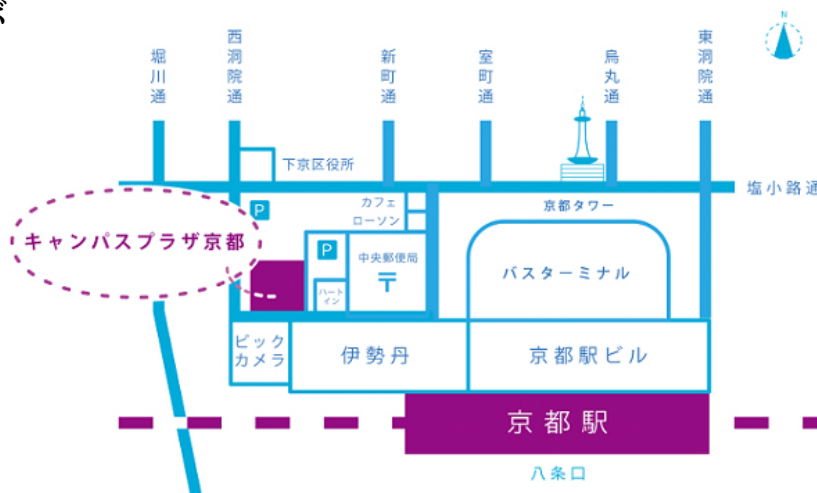 N
堀川通
西洞院通
新町通
室町通
烏丸通
東洞院通
下京区役所
塩小路通
P
カフェ
ローソン
京都タワー
キャンパスプラザ京都
P
中央郵便局
〒
バスターミナル
ハート
イン
ビック
カメラ
伊勢丹
京都駅ビル
京都駅
八条口